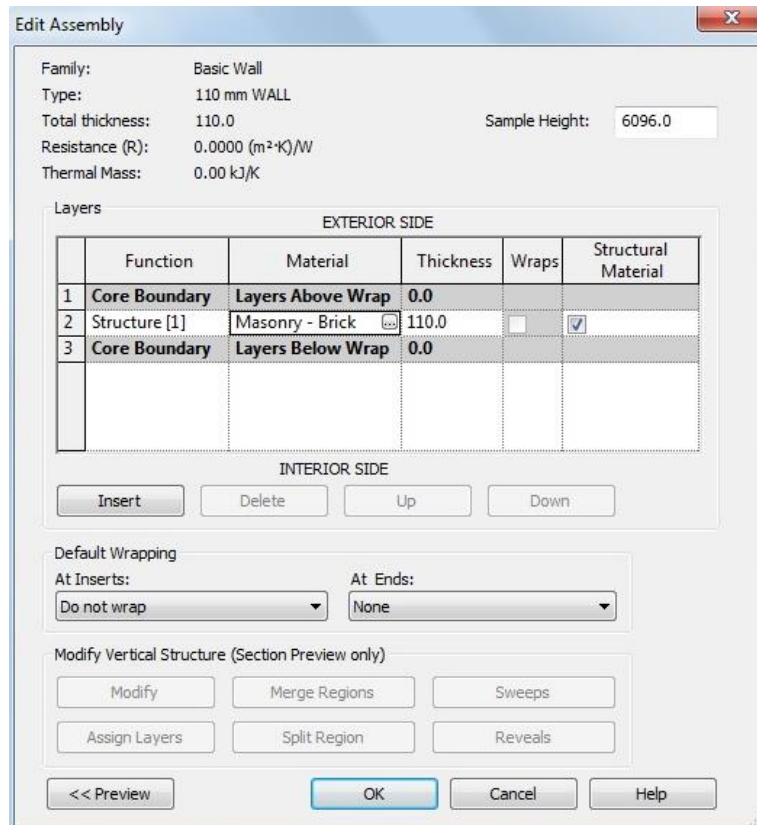 Edit Assembly
Family: Basic Wall
Type: 110 mm WALL
Total thickness: 110.0 Sample Height: 6096.0
Resistance (R): 0.0000 (m²·K)/W
Thermal Mass: 0.00 kJ/K
Layers
EXTERIOR SIDE
Function Material Thickness Wraps Structural Material
1 Core Boundary Layers Above Wrap 0.0
2 Structure [1] Masonry - Brick ... 110.0
3 Core Boundary Layers Below Wrap 0.0
INTERIOR SIDE
Insert Delete Up Down
Default Wrapping
At Inserts: At Ends:
Do not wrap None
Modify Vertical Structure (Section Preview only)
Modify Merge Regions Sweeps
Assign Layers Split Region Reveals
<< Preview OK Cancel Help